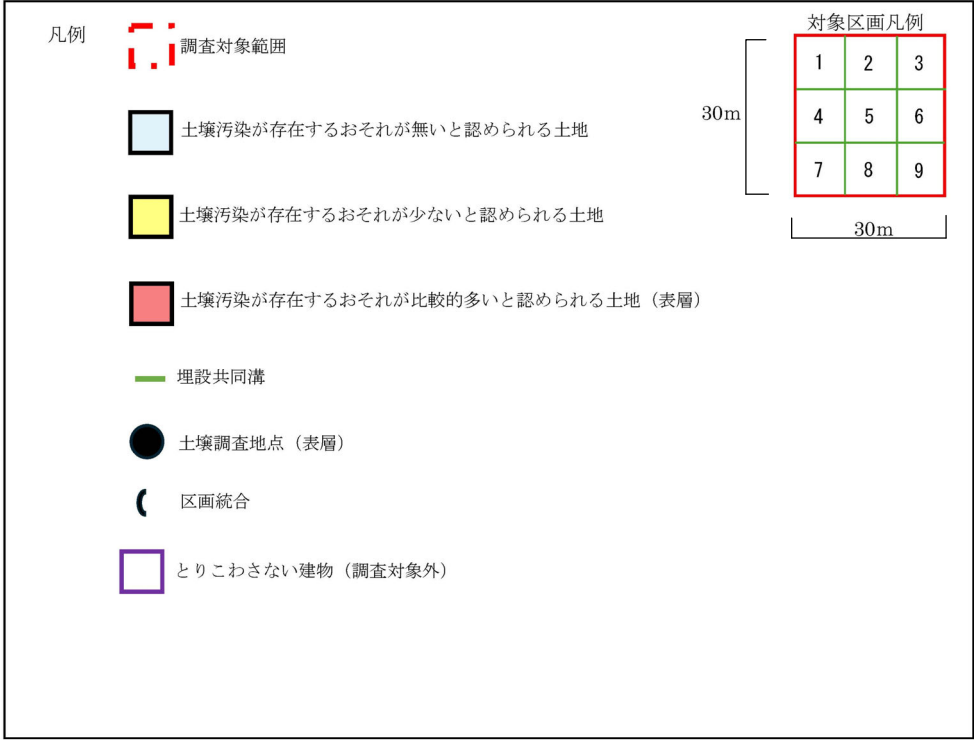 凡例
調査対象範囲
土壌汚染が存在するおそれが無いと認められる土地
土壌汚染が存在するおそれが少ないと認められる土地
土壌汚染が存在するおそれが比較的多いと認められる土地（表層）
埋設共同溝
土壌調査地点（表層）
区画統合
とりこわさない建物（調査対象外）
対象区画凡例
1 2 3
4 5 6
7 8 9
30m
30m